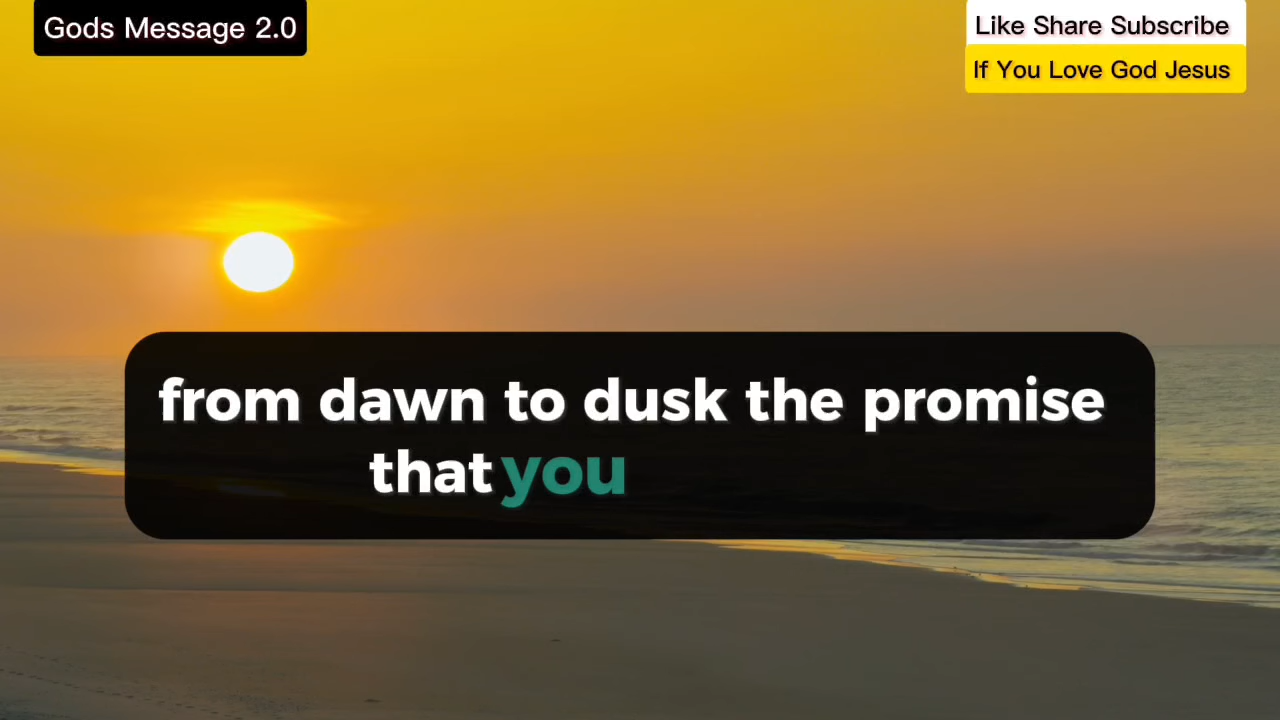 Gods Message 2.0
Like Share Subscribe
If You Love God Jesus
from dawn to dusk the promise
that you